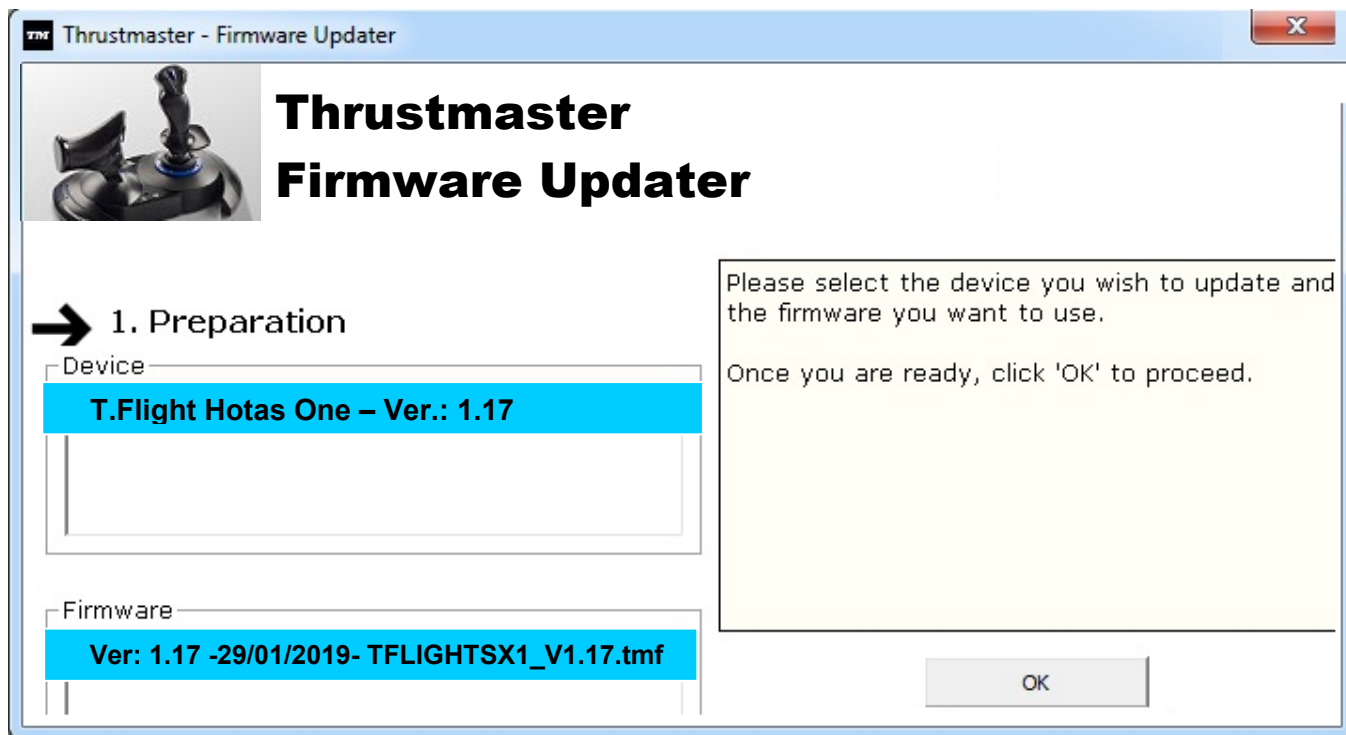 TM Thrustmaster - Firmware Updater
X
Thrustmaster
Firmware Updater
1. Preparation
Device
T.Flight Hotas One – Ver.: 1.17
Firmware
Ver: 1.17 -29/01/2019- TFLIGHTSX1_V1.17.tmf
Please select the device you wish to update and
the firmware you want to use.
Once you are ready, click 'OK' to proceed.
OK